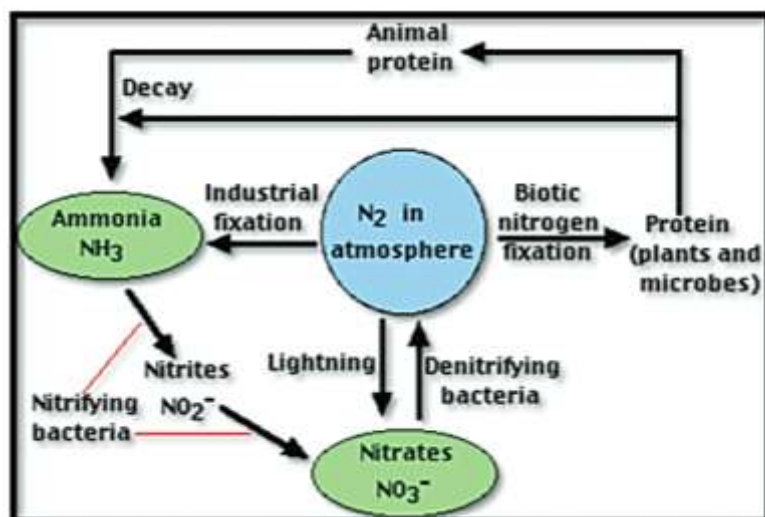 Animal
protein
Decay
Industrial
fixation
N₂ in
atmosphere
Biotic
nitrogen
fixation
Protein
(plants and
microbes)
Ammonia
NH₃
Nitrites
NO₂⁻
Nitrifying
bacteria
Lightning
Denitrifying
bacteria
Nitrates
NO₃⁻